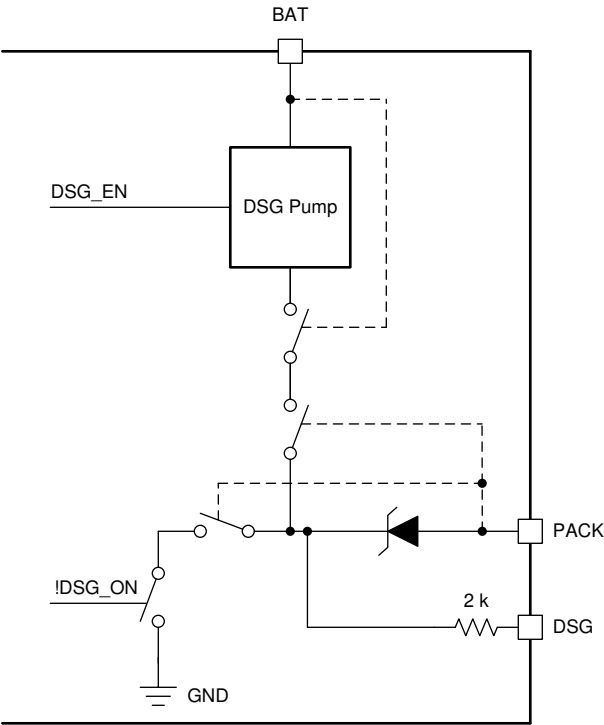 BAT
DSG_EN
DSG Pump
PACK
!DSG_ON
2 k
DSG
GND